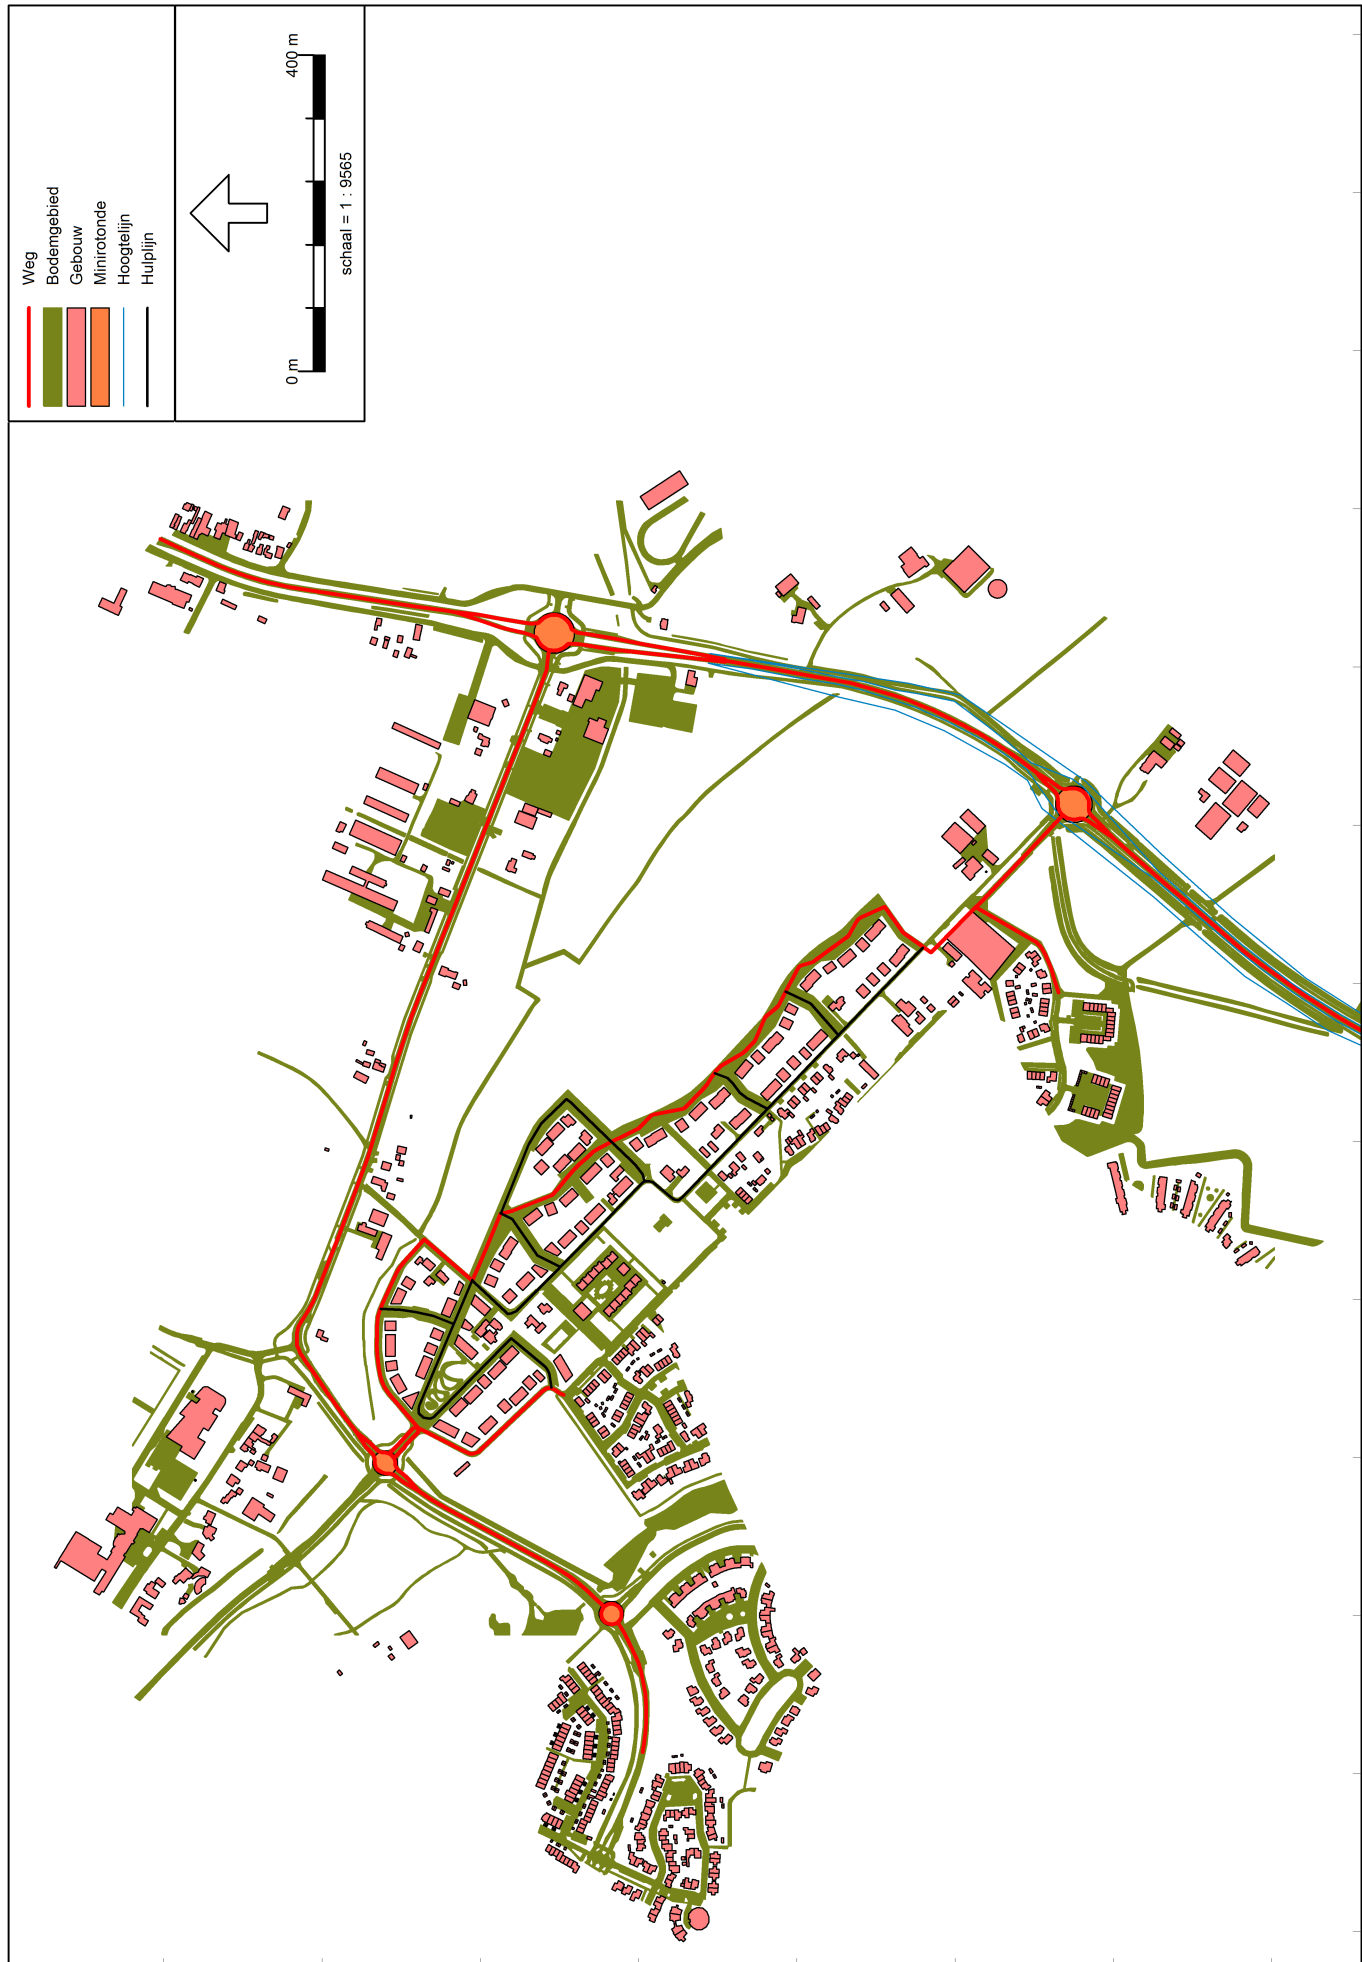 Weg
Bodemgebied
Gebouw
Minirotonde
Hoogtelijn
Hulplijn
0 m
400 m
schaal = 1 : 9565